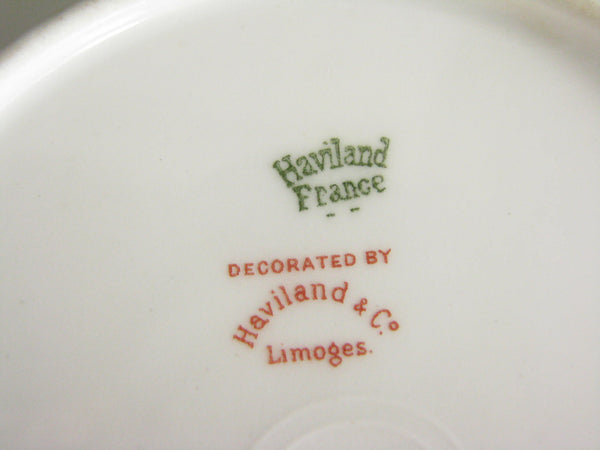 Haviland
France
DECORATED BY
Haviland & Co.
Limoges.